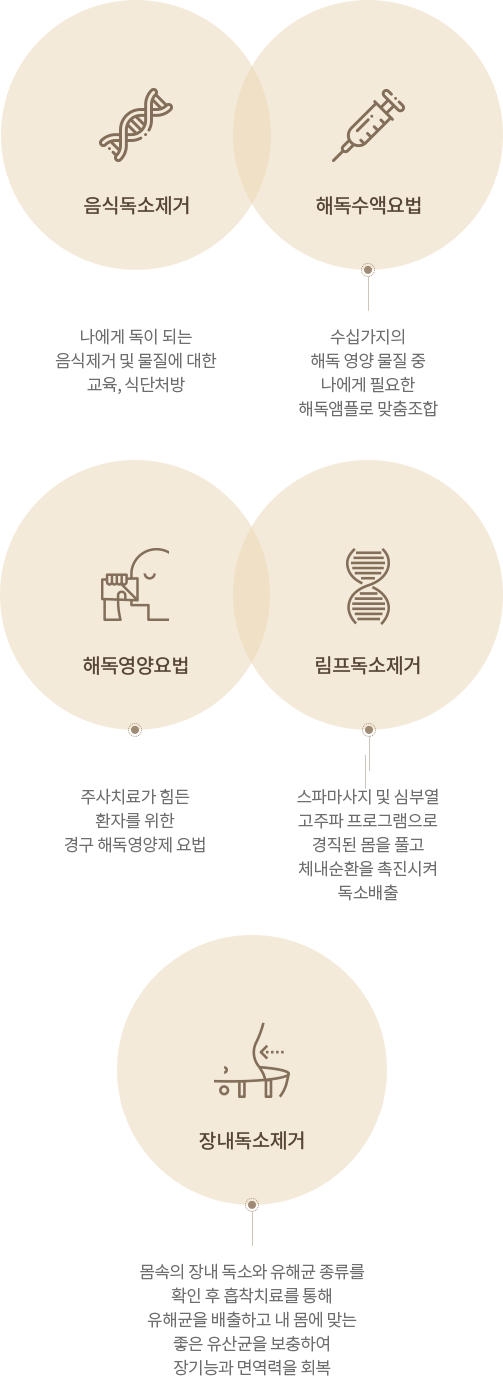 음식독소제거
해독수액요법
나에게 독이 되는
음식제거 및 물질에 대한
교육, 식단처방
수십가지의
해독 영양 물질 중
나에게 필요한
해독앰플로 맞춤조합
해독영양요법
림프독소제거
주사치료가 힘든
환자를 위한
경구 해독영양제 요법
스파마사지 및 심부열
고주파 프로그램으로
경직된 몸을 풀고
체내순환을 촉진시켜
독소배출
장내독소제거
몸속의 장내 독소와 유해균 종류를
확인 후 흡착치료를 통해
유해균을 배출하고 내 몸에 맞는
좋은 유산균을 보충하여
장기능과 면역력을 회복